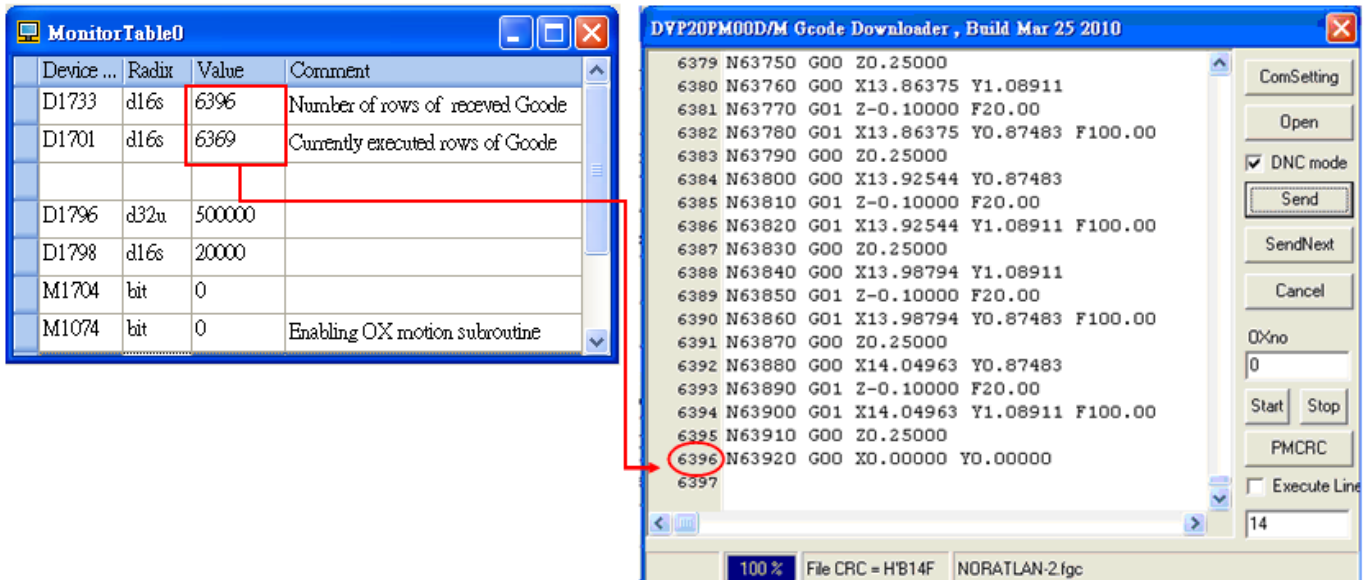 MonitorTable0
Device ... Radix Value Comment
D1733 d16s 6396 Number of rows of receved Gcode
D1701 d16s 6369 Currently executed rows of Gcode
D1796 d32u 500000
D1798 d16s 20000
M1704 bit 0
M1074 bit 0 Enabling OX motion subroutine
DVP20PM00D/M Gcode Downloader , Build Mar 25 2010
6379 N63750 G00 Z0.25000
6380 N63760 G00 X13.86375 Y1.08911
6381 N63770 G01 Z-0.10000 F20.00
6382 N63780 G01 X13.86375 Y0.87483 F100.00
6383 N63790 G00 Z0.25000
6384 N63800 G00 X13.92544 Y0.87483
6385 N63810 G01 Z-0.10000 F20.00
6386 N63820 G01 X13.92544 Y1.08911 F100.00
6387 N63830 G00 Z0.25000
6388 N63840 G00 X13.98794 Y1.08911
6389 N63850 G01 Z-0.10000 F20.00
6390 N63860 G01 X13.98794 Y0.87483 F100.00
6391 N63870 G00 Z0.25000
6392 N63880 G00 X14.04963 Y0.87483
6393 N63890 G01 Z-0.10000 F20.00
6394 N63900 G01 X14.04963 Y1.08911 F100.00
6395 N63910 G00 Z0.25000
6396 N63920 G00 X0.00000 Y0.00000
6397
ComSetting
Open
DNC mode
Send
SendNext
Cancel
OXno
0
Start Stop
PMCRC
Execute Line
14
100 % File CRC = H'B14F NORATLAN-2.fgc